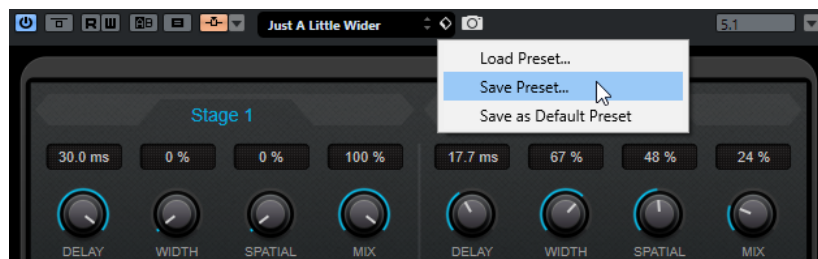 R W AB Just A Little Wider 5.1
Load Preset...
Save Preset...
Save as Default Preset
Stage 1
30.0 ms 0 % 0 % 100 % 17.7 ms 67 % 48 % 24 %
DELAY WIDTH SPATIAL MIX DELAY WIDTH SPATIAL MIX